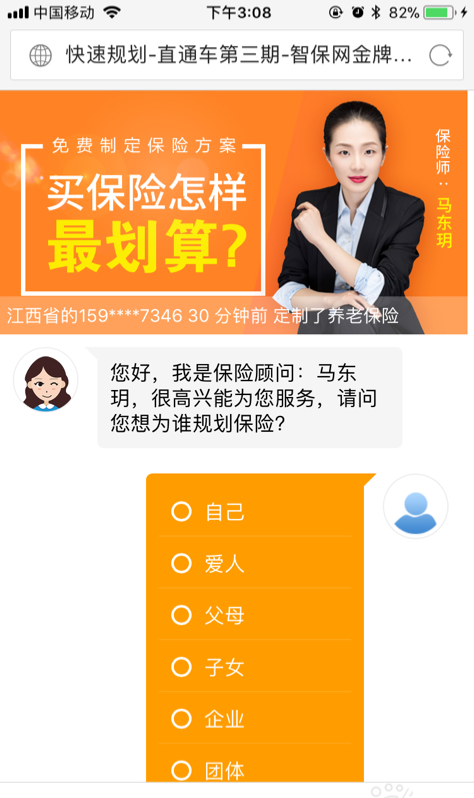 中国移动 下午3:08 82%
快速规划-直通车第三期-智保网金牌...
免费制定保险方案
买保险怎样
最划算?
保险师：马东玥
江西省的159****7346 30 分钟前 定制了养老保险
您好，我是保险顾问：马东
玥，很高兴能为您服务，请问
您想为谁规划保险?
自己
爱人
父母
子女
企业
团体